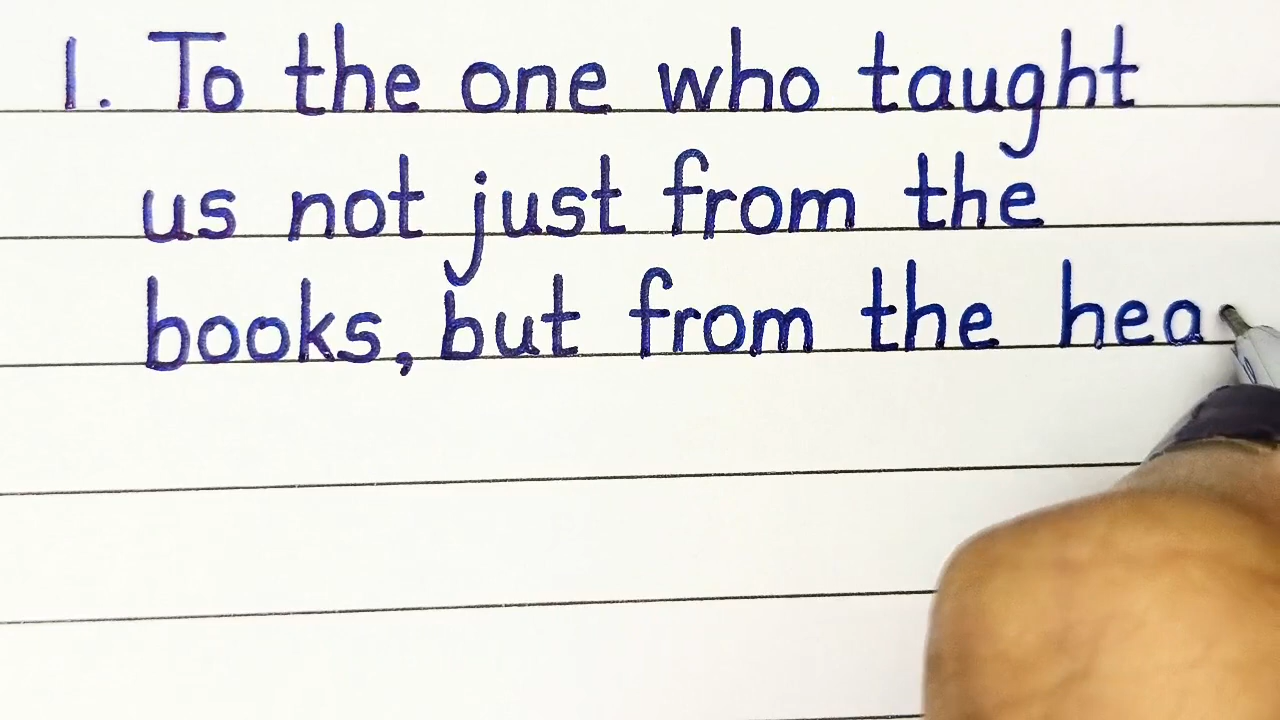 1. To the one who taught
us not just from the
books, but from the hea